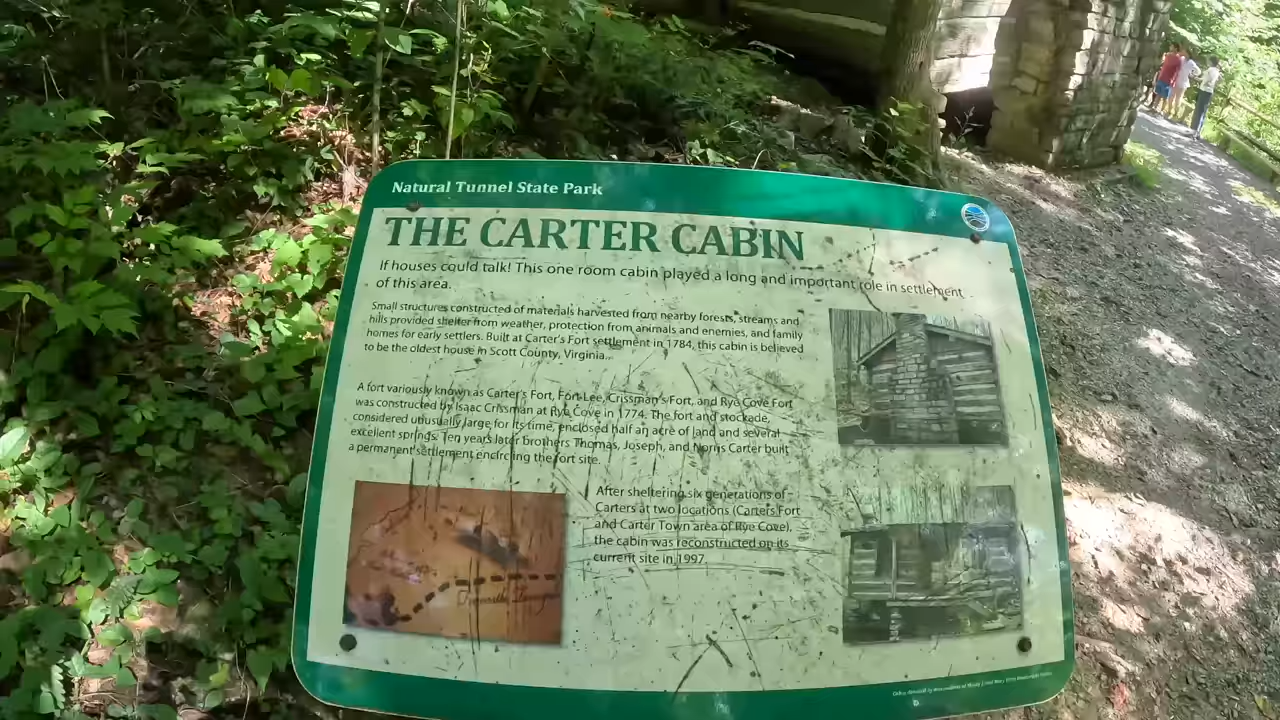 Natural Tunnel State Park
THE CARTER CABIN
If houses could talk! This one room cabin played a long and important role in settlement
of this area.
Small structures constructed of materials harvested from nearby forests, streams and
hills provided shelter from weather, protection from animals and enemies, and family
homes for early settlers. Built at Carter's Fort settlement in 1784, this cabin is believed
to be the oldest house in Scott County, Virginia.
A fort variously known as Carter's Fort, Fort Lee, Crissman's Fort, and Rye Cove Fort
was constructed by Isaac Crissman at Rye Cove in 1774. The fort and stockade,
considered unusually large for its time, enclosed half an acre of land and several
excellent springs. Ten years later brothers Thomas, Joseph, and Norris Carter built
a permanent settlement encircling the fort site.
After sheltering six generations of
Carters at two locations (Carter's Fort
and Carter Town area of Rye Cove),
the cabin was reconstructed on its
current site in 1997.